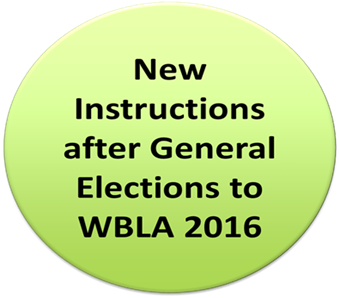 New
Instructions
after General
Elections to
WBLA 2016